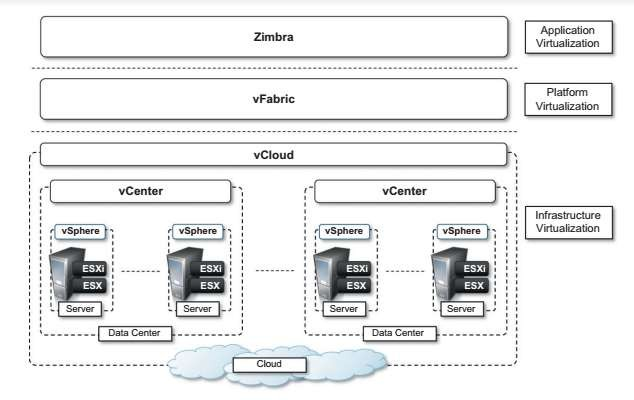 Zimbra
Application
Virtualization
vFabric
Platform
Virtualization
vCloud
vCenter
vCenter
Infrastructure
Virtualization
vSphere
vSphere
vSphere
vSphere
ESXi
ESXi
ESXi
ESXi
ESX
ESX
ESX
ESX
Server
Server
Server
Server
Data Center
Data Center
Cloud